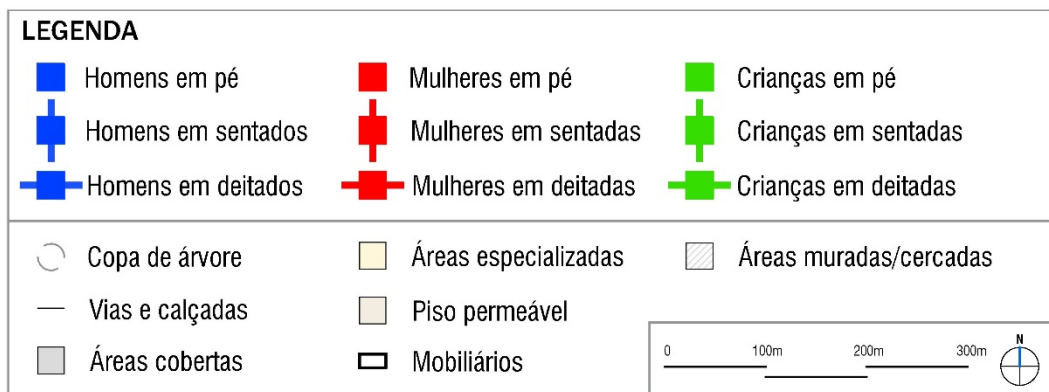 LEGENDA
Homens em pé
Mulheres em pé
Crianças em pé
Homens em sentados
Mulheres em sentadas
Crianças em sentadas
Homens em deitados
Mulheres em deitadas
Crianças em deitadas
Copa de árvore
Áreas especializadas
Áreas muradas/cercadas
Vias e calçadas
Piso permeável
Áreas cobertas
Mobiliários
0 100m 200m 300m
N